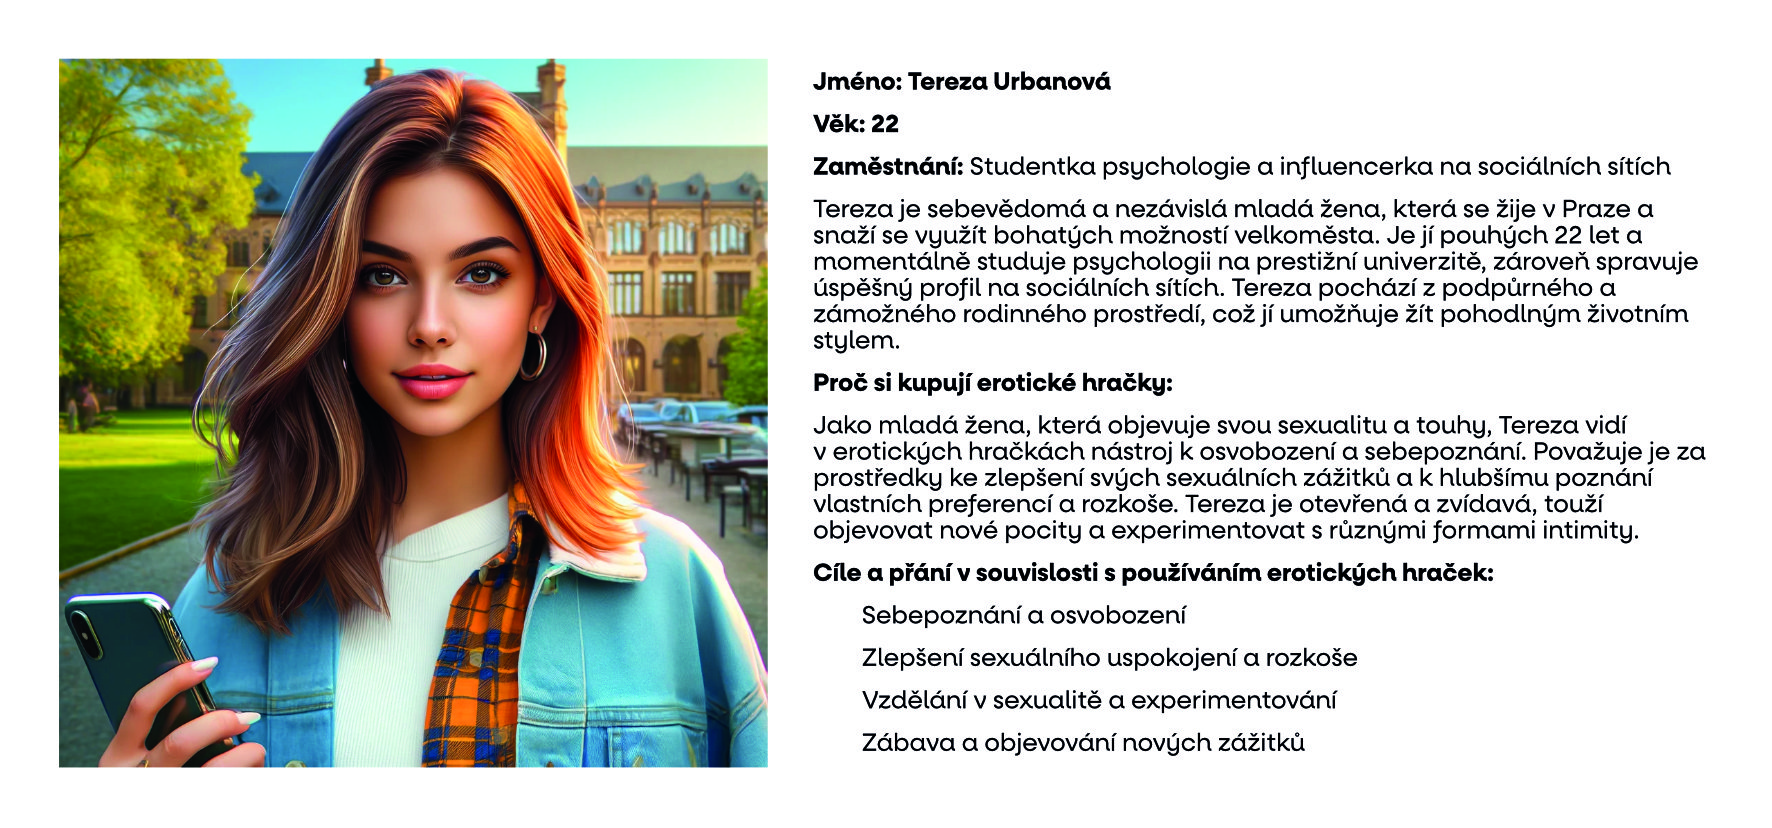 Jméno: Tereza Urbanová
Věk: 22
Zaměstnání: Studentka psychologie a influencerka na sociálních sítích
Tereza je sebevědomá a nezávislá mladá žena, která se žije v Praze a
snaží se využít bohatých možností velkoměsta. Je jí pouhých 22 let a
momentálně studuje psychologii na prestižní univerzitě, zároveň spravuje
úspěšný profil na sociálních sítích. Tereza pochází z podpůrného a
zámožného rodinného prostředí, což jí umožňuje žít pohodlným životním
stylem.
Proč si kupují erotické hračky:
Jako mladá žena, která objevuje svou sexualitu a touhy, Tereza vidí
v erotických hračkách nástroj k osvobození a sebepoznání. Považuje je za
prostředky ke zlepšení svých sexuálních zážitků a k hlubšímu poznání
vlastních preferencí a rozkoše. Tereza je otevřená a zvídavá, touží
objevovat nové pocity a experimentovat s různými formami intimity.
Cíle a přání v souvislosti s používáním erotických hraček:
Sebepoznání a osvobození
Zlepšení sexuálního uspokojení a rozkoše
Vzdělání v sexualitě a experimentování
Zábava a objevování nových zážitků